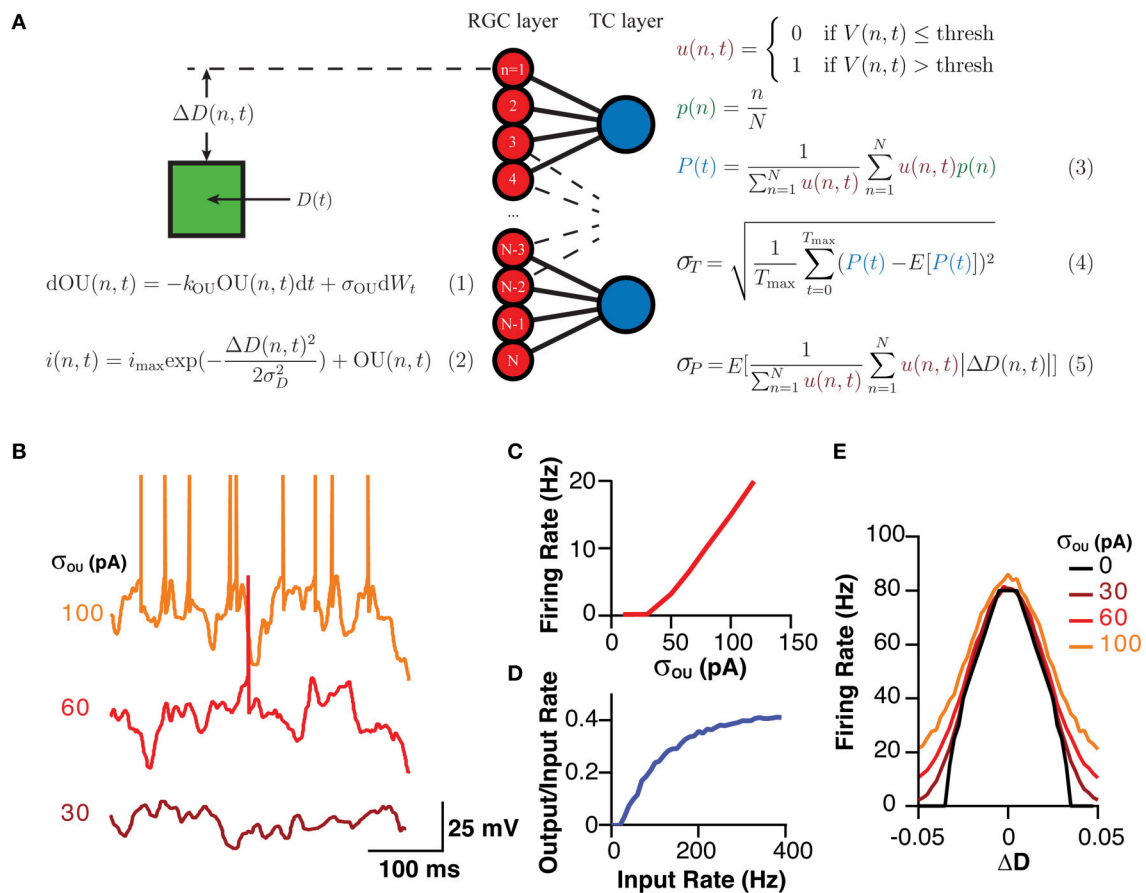 A
RGC layer
TC layer
n=1
2
3
4
...
N-3
N-2
N-1
N
ΔD(n, t)
D(t)
dOU(n, t) = −k_OU OU(n, t)dt + σ_OU dW_t (1)
i(n, t) = i_max exp(−ΔD(n, t)²/2σ_D²) + OU(n, t) (2)
u(n, t) = { 0 if V(n, t) ≤ thresh
1 if V(n, t) > thresh
p(n) = n/N
P(t) = 1/∑_{n=1}^{N} u(n, t) ∑_{n=1}^{N} u(n, t)p(n) (3)
σ_T = √(1/T_max ∑_{t=0}^{T_max} (P(t) − E[P(t)])²) (4)
σ_P = E[1/∑_{n=1}^{N} u(n, t) ∑_{n=1}^{N} u(n, t)|ΔD(n, t)|] (5)
B
σ_OU (pA)
100
60
30
25 mV
100 ms
C
Firing Rate (Hz)
20
10
0
0 50 100 150
σ_OU (pA)
D
Output/Input Rate
0.4
0.2
0
0 200 400
Input Rate (Hz)
E
Firing Rate (Hz)
100
80
60
40
20
0
-0.05 0 0.05
ΔD
σ_OU (pA)
0
30
60
100